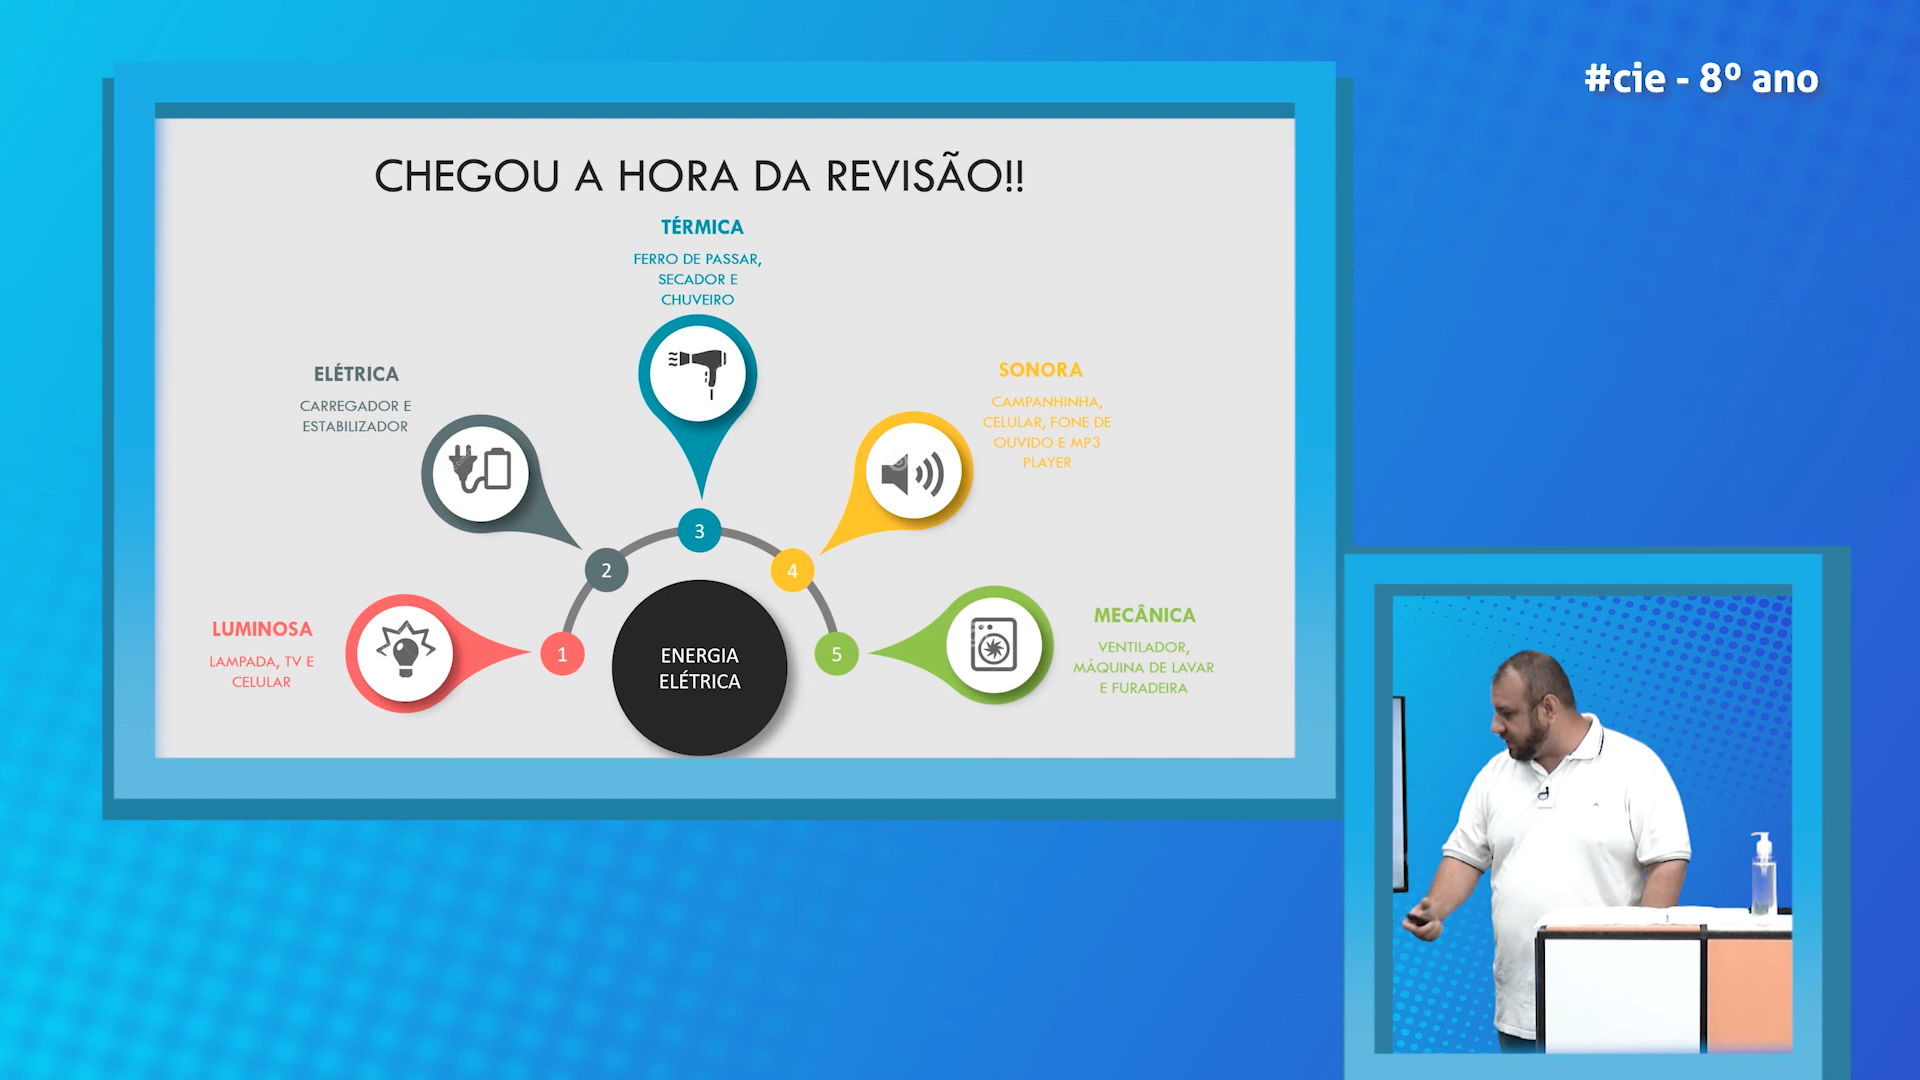 #cie - 8º ano
CHEGOU A HORA DA REVISÃO!!
TÉRMICA
FERRO DE PASSAR,
SECADOR E
CHUVEIRO
ELÉTRICA
CARREGADOR E
ESTABILIZADOR
SONORA
CAMPANHINHA,
CELULAR, FONE DE
OUVIDO E MP3
PLAYER
LUMINOSA
LAMPADA, TV E
CELULAR
MECÂNICA
VENTILADOR,
MÁQUINA DE LAVAR
E FURADEIRA
1
2
3
4
5
ENERGIA
ELÉTRICA